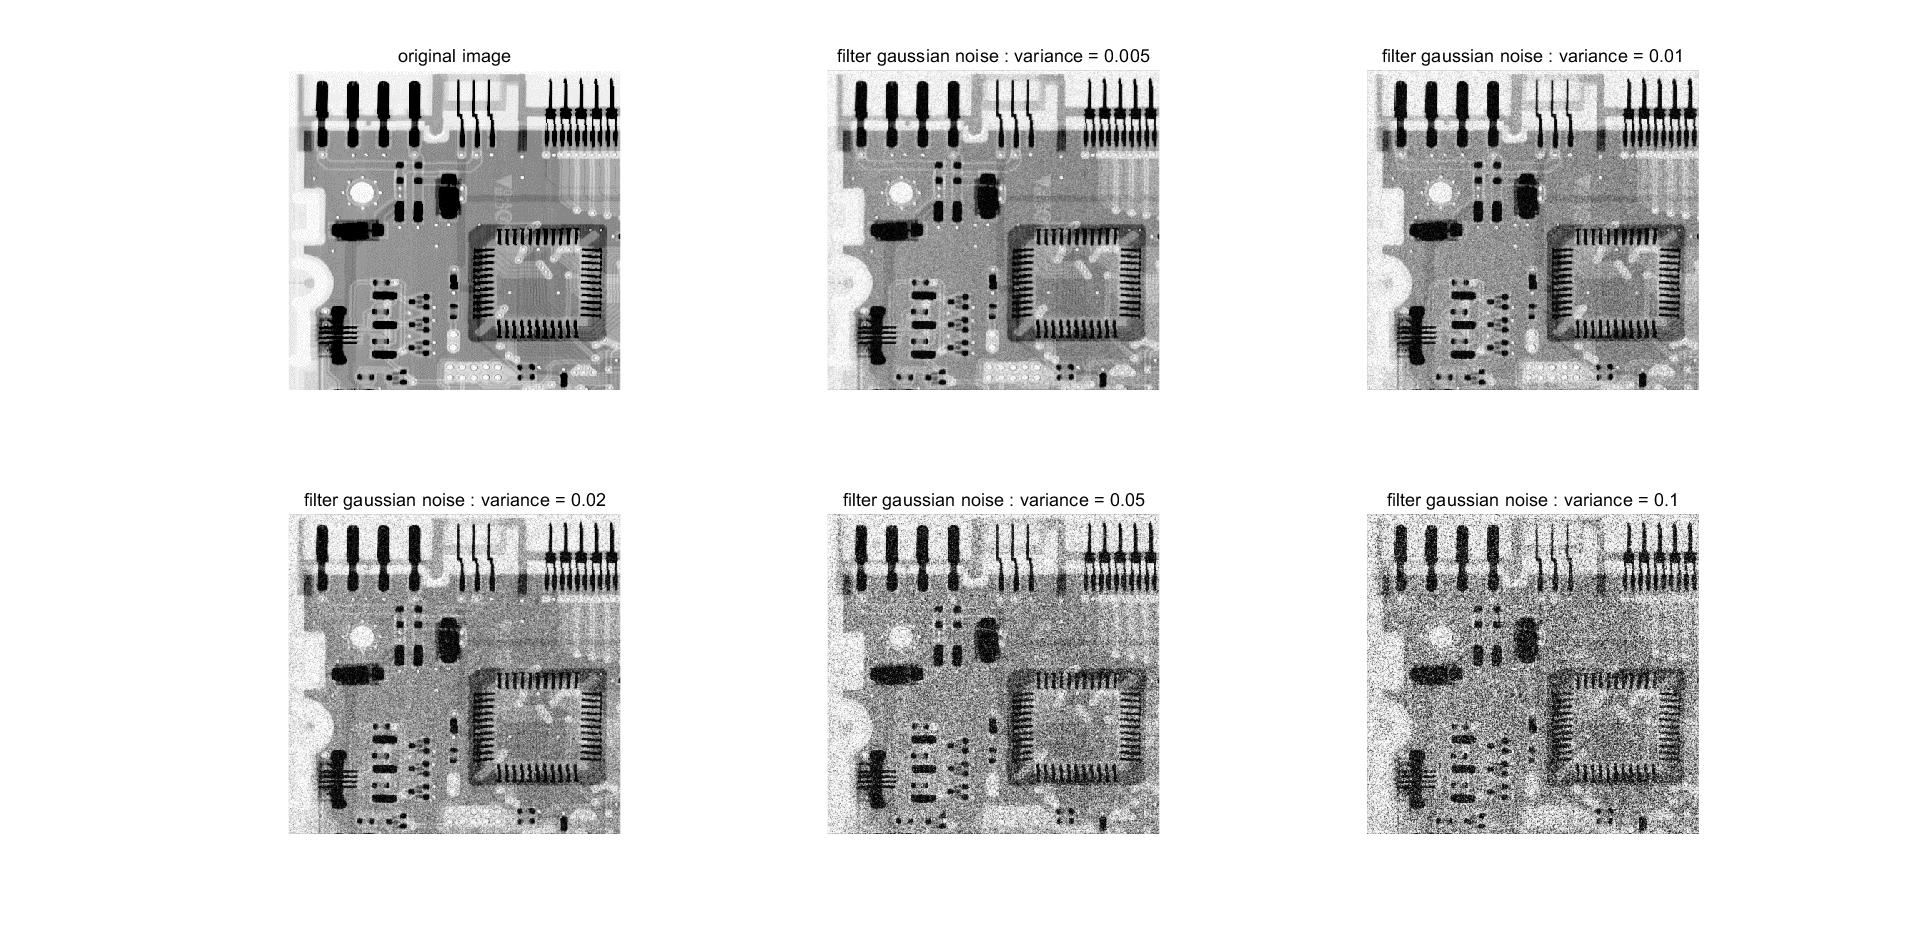 original image
filter gaussian noise : variance = 0.005
filter gaussian noise : variance = 0.01
filter gaussian noise : variance = 0.02
filter gaussian noise : variance = 0.05
filter gaussian noise : variance = 0.1